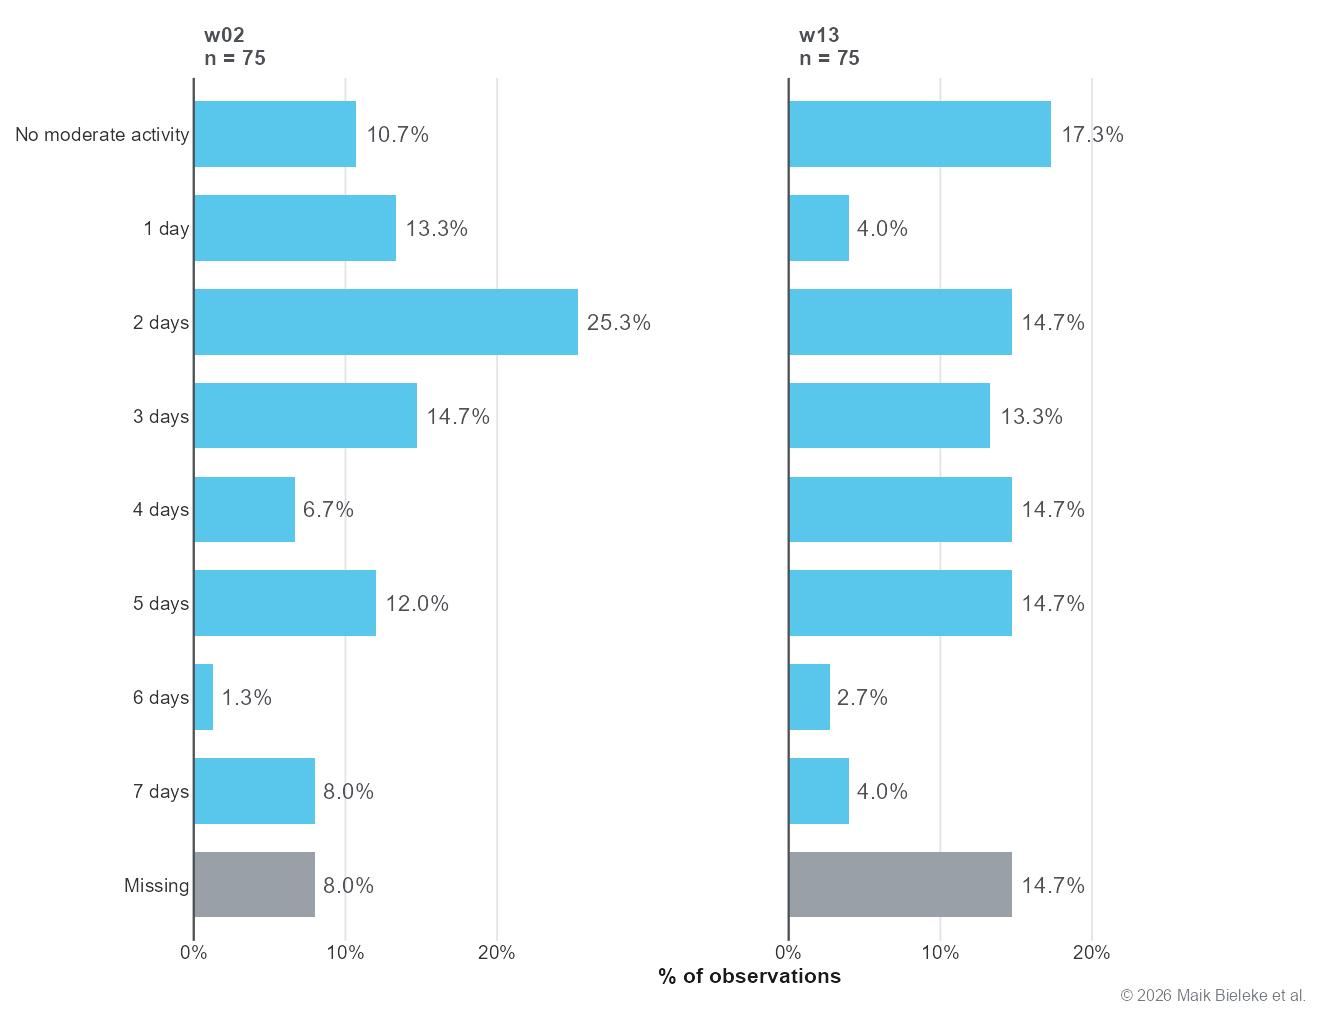 w02
n = 75
w13
n = 75
No moderate activity
10.7%
17.3%
1 day
13.3%
4.0%
2 days
25.3%
14.7%
3 days
14.7%
13.3%
4 days
6.7%
14.7%
5 days
12.0%
14.7%
6 days
1.3%
2.7%
7 days
8.0%
4.0%
Missing
8.0%
14.7%
0% 10% 20%
0% 10% 20%
% of observations
© 2026 Maik Bieleke et al.